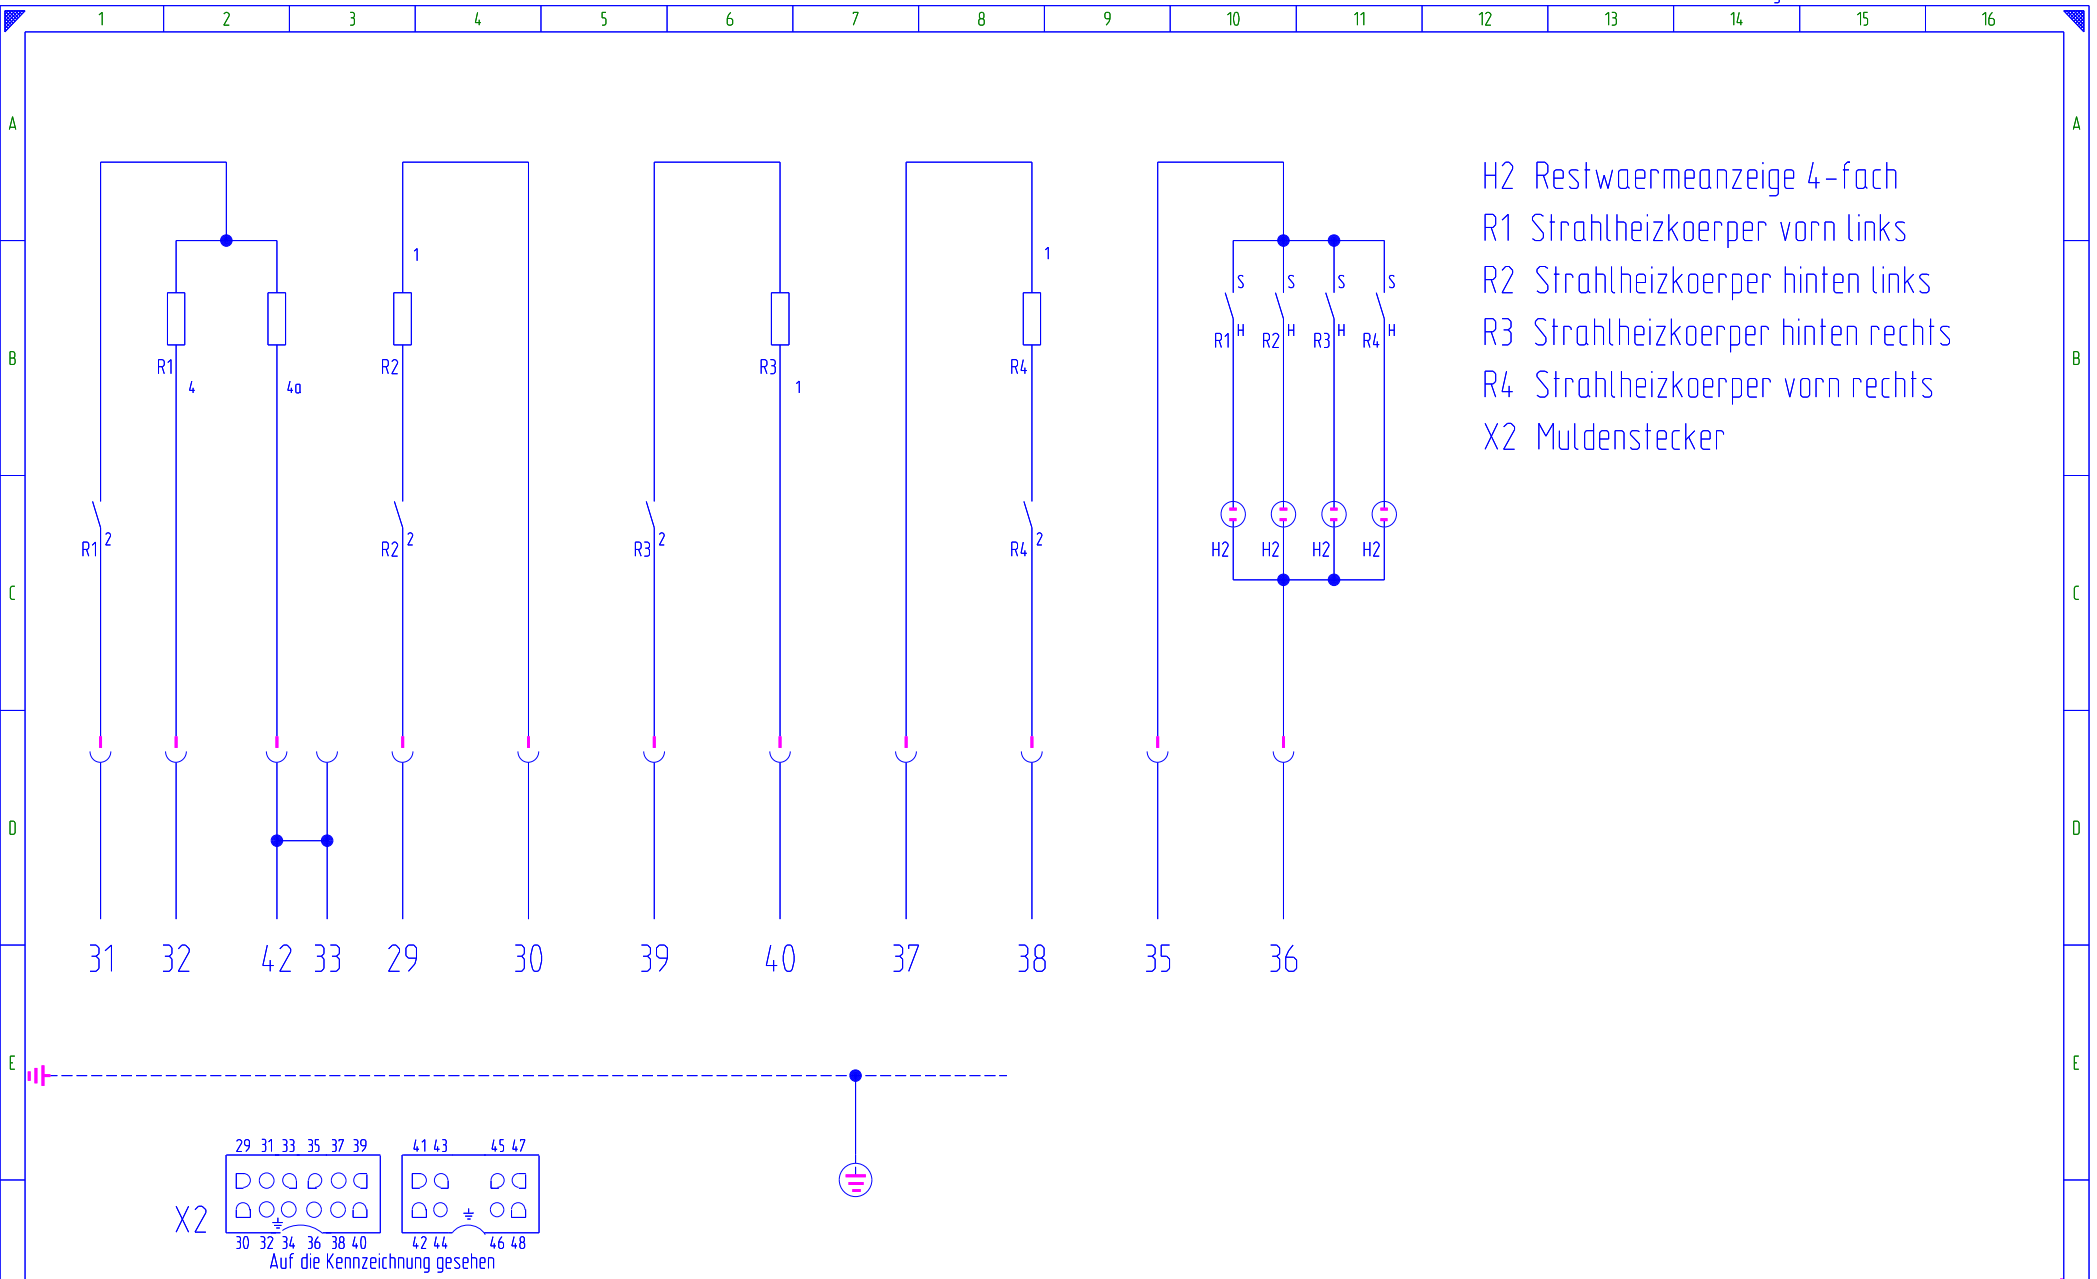 1 2 3 4 5 6 7 8 9 10 11 12 13 14 15 16
A A
H2 Restwaermeanzeige 4-fach
R1 Strahlheizkoerper vorn links
R2 Strahlheizkoerper hinten links
R3 Strahlheizkoerper hinten rechts
R4 Strahlheizkoerper vorn rechts
X2 Muldenstecker
1 1
S S S S
R1 H R2 H R3 H R4 H
B R1 R2 R3 R4 B
4 4a 1
R1 2 R2 2 R3 2 R4 2 H2 H2 H2 H2
C C
D D
31 32 42 33 29 30 39 40 37 38 35 36
E E
29 31 33 35 37 39 41 43 45 47
X2
30 32 34 36 38 40 42 44 46 48
Auf die Kennzeichnung gesehen